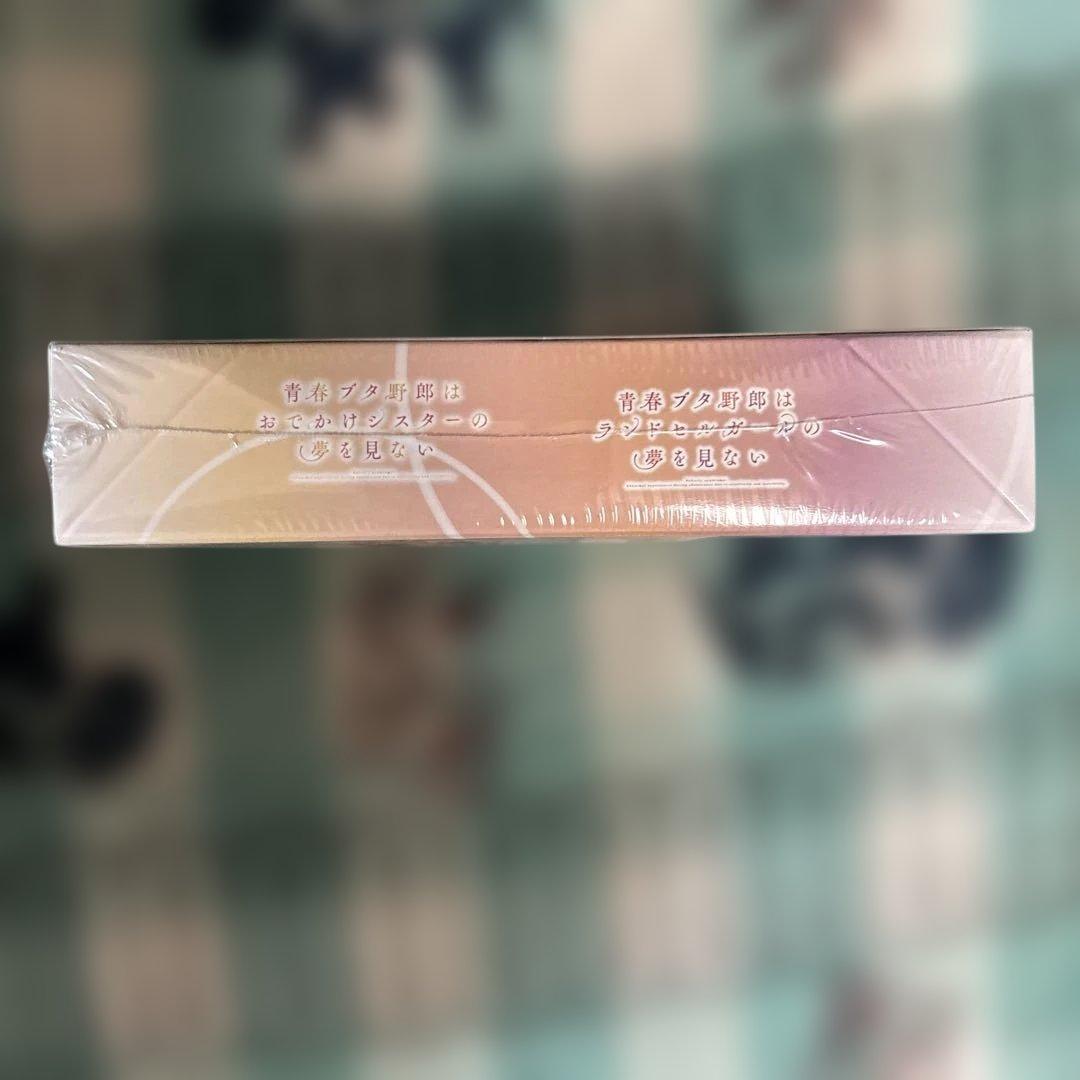 青春ブタ野郎は
おでかけシスターの
夢を見ない
青春ブタ野郎は
ランドセルガールの
夢を見ない